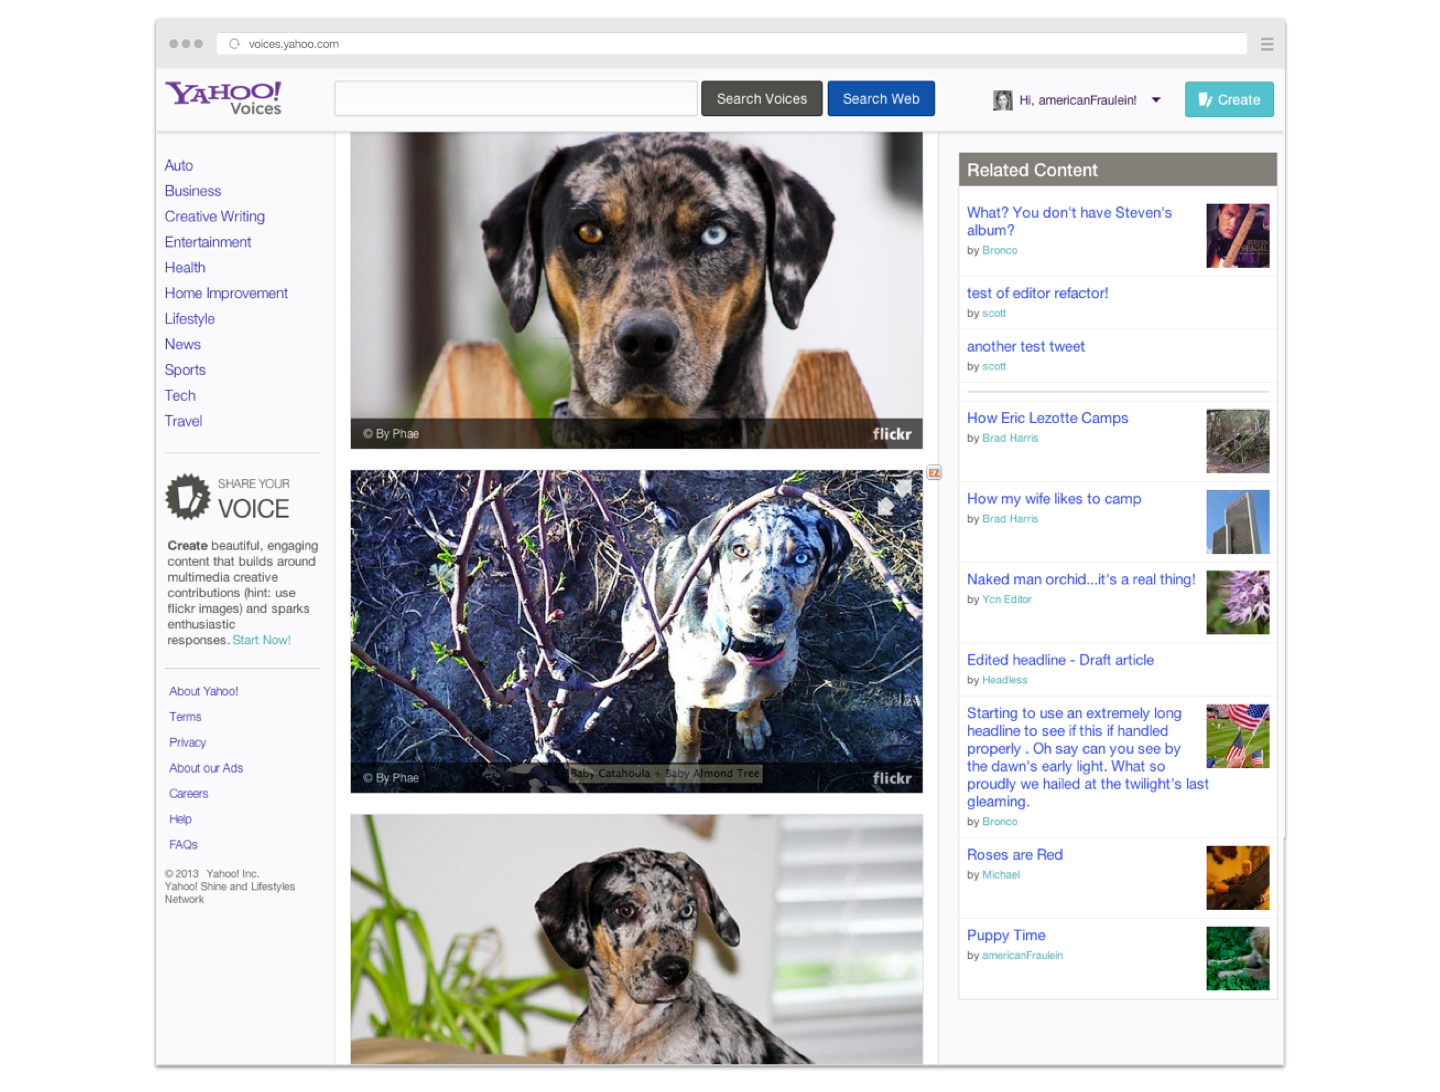 voices.yahoo.com
YAHOO!
Voices
Search Voices
Search Web
Hi, americanFraulein!
Create
Auto
Business
Creative Writing
Entertainment
Health
Home Improvement
Lifestyle
News
Sports
Tech
Travel
SHARE YOUR
VOICE
Create beautiful, engaging
content that builds around
multimedia creative
contributions (hint: use
flickr images) and sparks
enthusiastic
responses. Start Now!
About Yahoo!
Terms
Privacy
About our Ads
Careers
Help
FAQs
© 2013 Yahoo! Inc.
Yahoo! Shine and Lifestyles
Network
© By Phae
flickr
EZ
Baby Catahoula + Baby Almond Tree
© By Phae
flickr
Related Content
What? You don't have Steven's
album?
by Bronco
test of editor refactor!
by scott
another test tweet
by scott
How Eric Lezotte Camps
by Brad Harris
How my wife likes to camp
by Brad Harris
Naked man orchid...it's a real thing!
by Ycn Editor
Edited headline - Draft article
by Headless
Starting to use an extremely long
headline to see if this if handled
properly . Oh say can you see by
the dawn's early light. What so
proudly we hailed at the twilight's last
gleaming.
by Bronco
Roses are Red
by Michael
Puppy Time
by americanFraulein